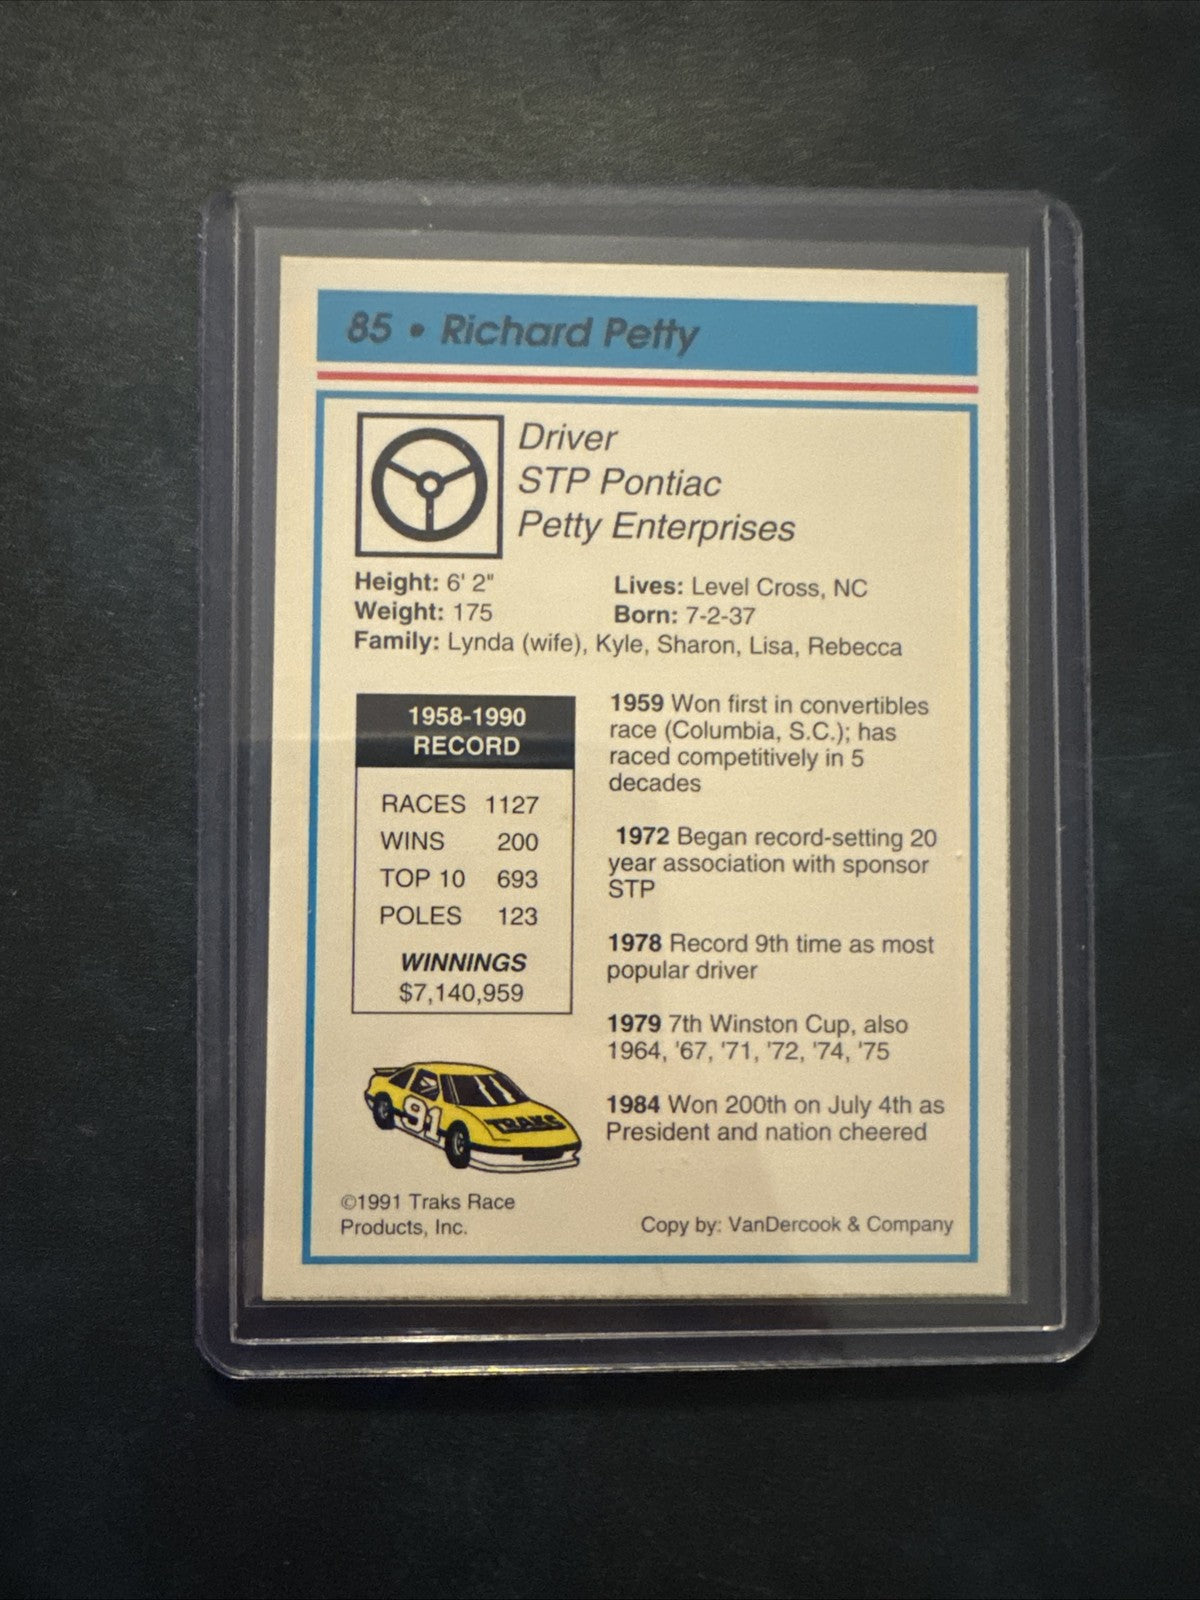 85 • Richard Petty
Driver
STP Pontiac
Petty Enterprises
Height: 6' 2"
Weight: 175
Lives: Level Cross, NC
Born: 7-2-37
Family: Lynda (wife), Kyle, Sharon, Lisa, Rebecca
1958-1990
RECORD
RACES 1127
WINS 200
TOP 10 693
POLES 123
WINNINGS
$7,140,959
1959 Won first in convertibles
race (Columbia, S.C.); has
raced competitively in 5
decades
1972 Began record-setting 20
year association with sponsor
STP
1978 Record 9th time as most
popular driver
1979 7th Winston Cup, also
1964, '67, '71, '72, '74, '75
1984 Won 200th on July 4th as
President and nation cheered
91
TRAKS
©1991 Traks Race
Products, Inc.
Copy by: VanDercook & Company